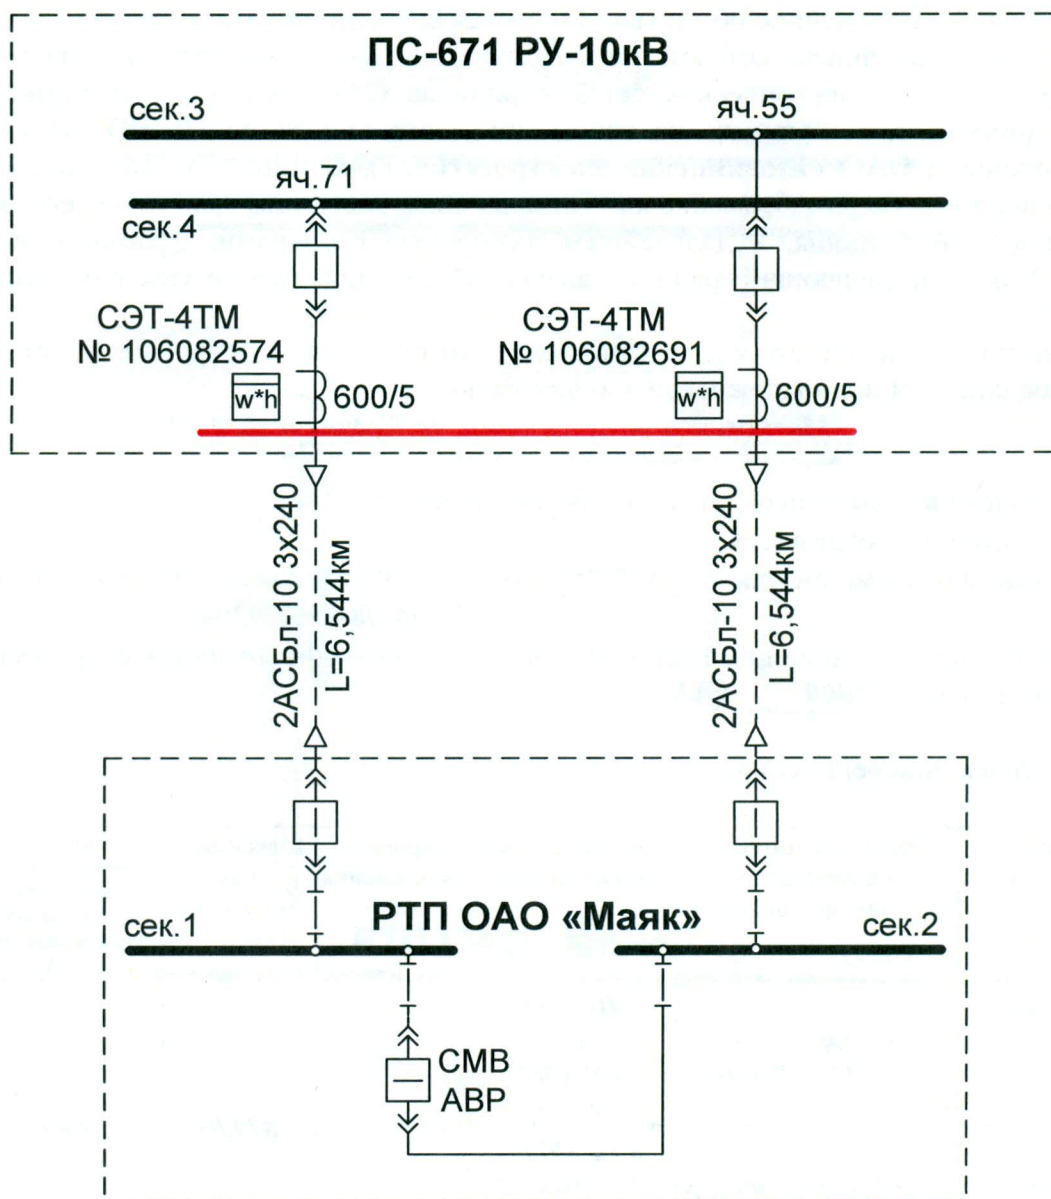 ПС-671 РУ-10кВ
сек.3
яч.55
яч.71
сек.4
СЭТ-4ТМ
№ 106082574
w*h
600/5
СЭТ-4ТМ
№ 106082691
w*h
600/5
2АСБл-10 3х240
L=6,544км
2АСБл-10 3х240
L=6,544км
РТП ОАО «Маяк»
сек.1
сек.2
СМВ
АВР